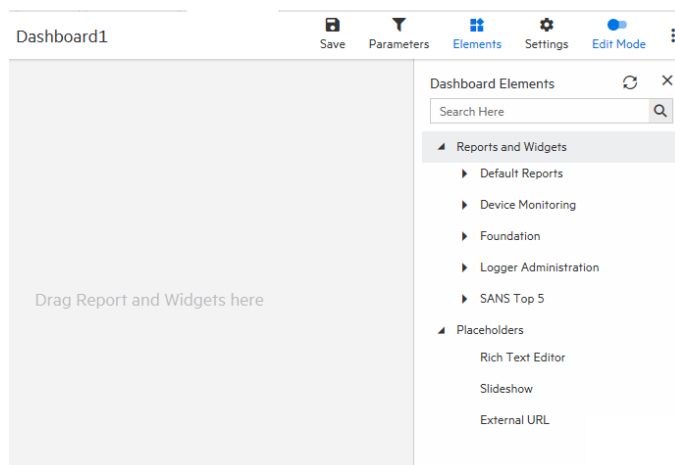 Dashboard1
Save
Parameters
Elements
Settings
Edit Mode
Dashboard Elements
Search Here
Reports and Widgets
Default Reports
Device Monitoring
Foundation
Logger Administration
SANS Top 5
Drag Report and Widgets here
Placeholders
Rich Text Editor
Slideshow
External URL